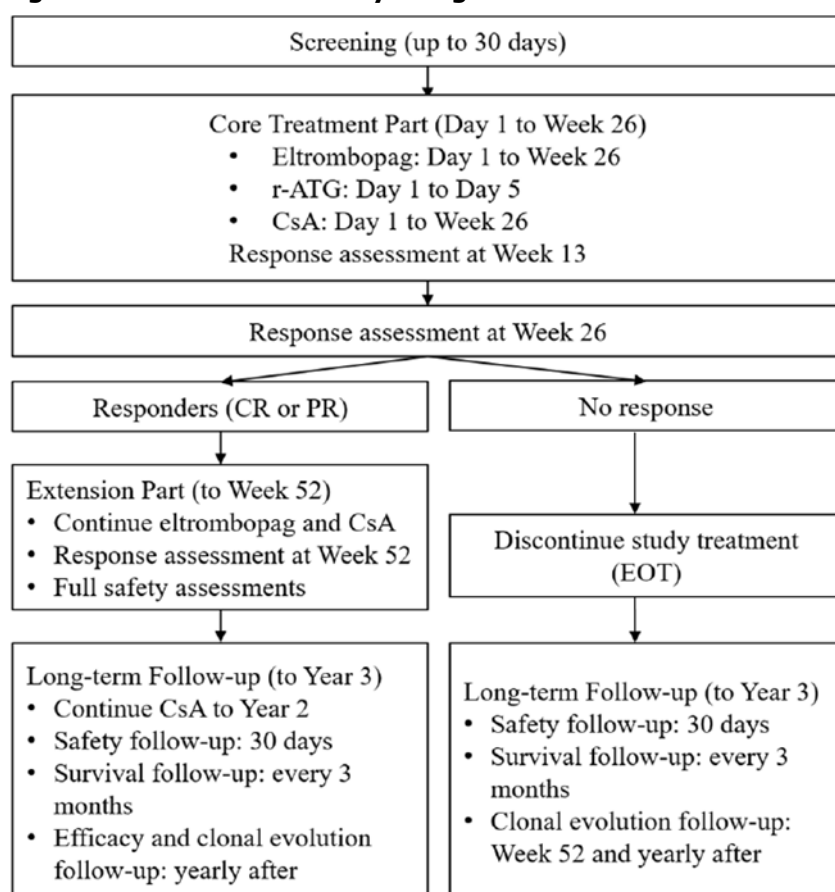 Screening (up to 30 days)
Core Treatment Part (Day 1 to Week 26)
• Eltrombopag: Day 1 to Week 26
• r-ATG: Day 1 to Day 5
• CsA: Day 1 to Week 26
Response assessment at Week 13
Response assessment at Week 26
Responders (CR or PR)
No response
Extension Part (to Week 52)
• Continue eltrombopag and CsA
• Response assessment at Week 52
• Full safety assessments
Discontinue study treatment
(EOT)
Long-term Follow-up (to Year 3)
• Continue CsA to Year 2
• Safety follow-up: 30 days
• Survival follow-up: every 3
months
• Efficacy and clonal evolution
follow-up: yearly after
Long-term Follow-up (to Year 3)
• Safety follow-up: 30 days
• Survival follow-up: every 3
months
• Clonal evolution follow-up:
Week 52 and yearly after